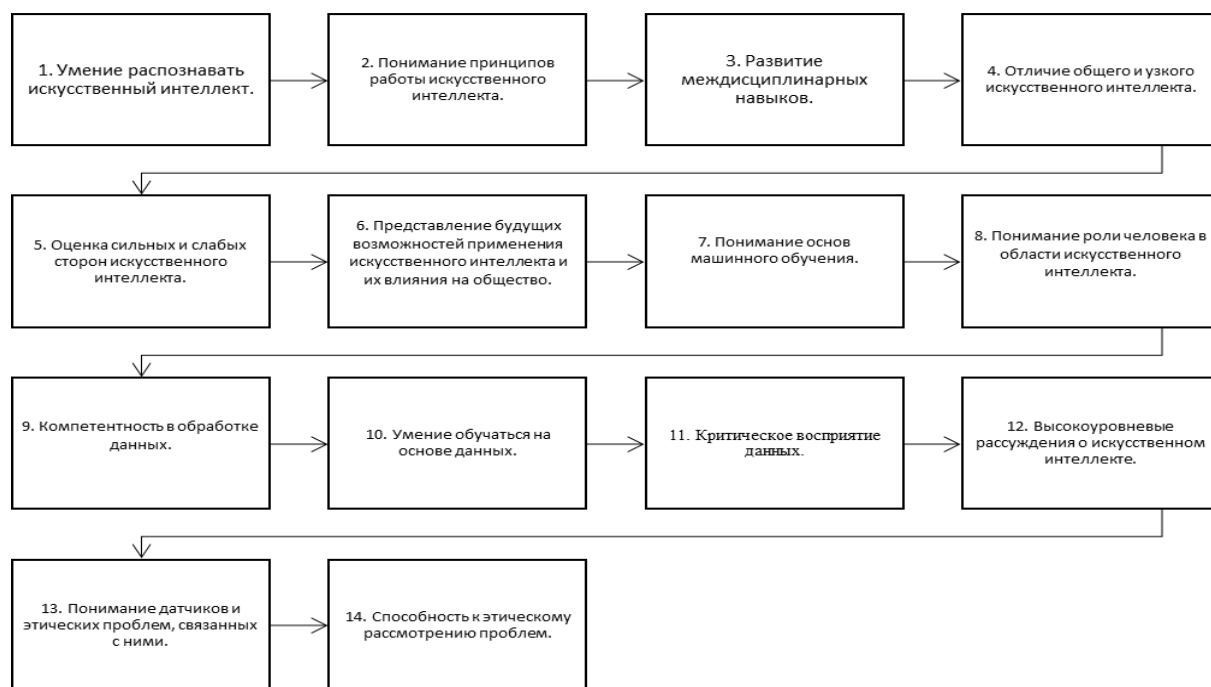 1. Умение распознавать
искусственный интеллект.
2. Понимание принципов
работы искусственного
интеллекта.
3. Развитие
междисциплинарных
навыков.
4. Отличие общего и узкого
искусственного интеллекта.
5. Оценка сильных и слабых
сторон искусственного
интеллекта.
6. Представление будущих
возможностей применения
искусственного интеллекта и
их влияния на общество.
7. Понимание основ
машинного обучения.
8. Понимание роли человека в
области искусственного
интеллекта.
9. Компетентность в обработке
данных.
10. Умение обучаться на
основе данных.
11. Критическое восприятие
данных.
12. Высокоуровневые
рассуждения о искусственном
интеллекте.
13. Понимание датчиков и
этических проблем, связанных
с ними.
14. Способность к этическому
рассмотрению проблем.